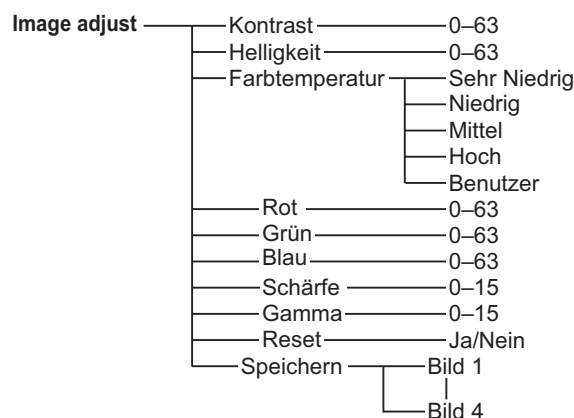 Image adjust Kontrast 0–63
Helligkeit 0–63
Farbtemperatur Sehr Niedrig
Niedrig
Mittel
Hoch
Benutzer
Rot 0–63
Grün 0–63
Blau 0–63
Schärfe 0–15
Gamma 0–15
Reset Ja/Nein
Speichern Bild 1
Bild 4